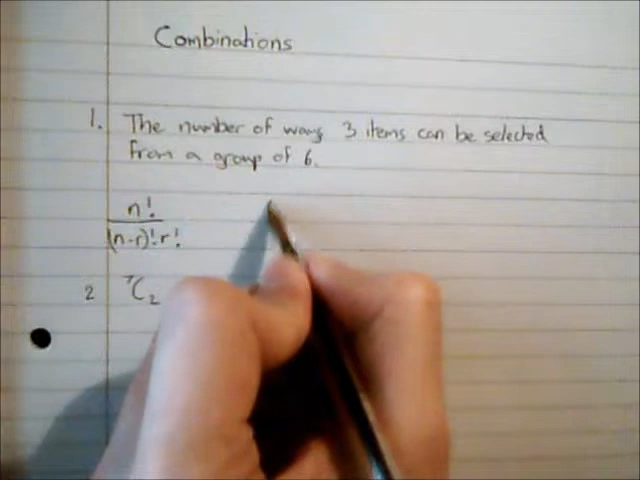 Combinations
1. The number of ways 3 items can be selected
from a group of 6.
n!
(n-r)!r!
2 ⁷C₂